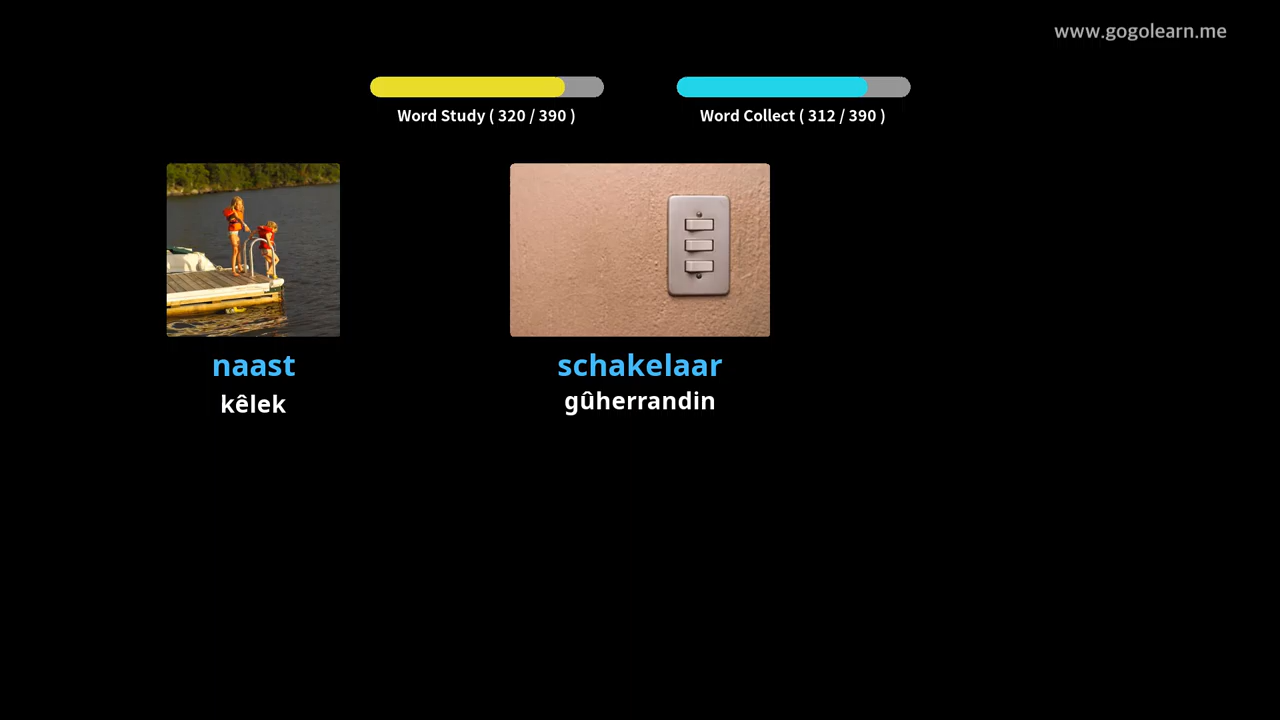 www.gogolearn.me
Word Study ( 320 / 390 )
Word Collect ( 312 / 390 )
naast
kêlek
schakelaar
gûherrandin